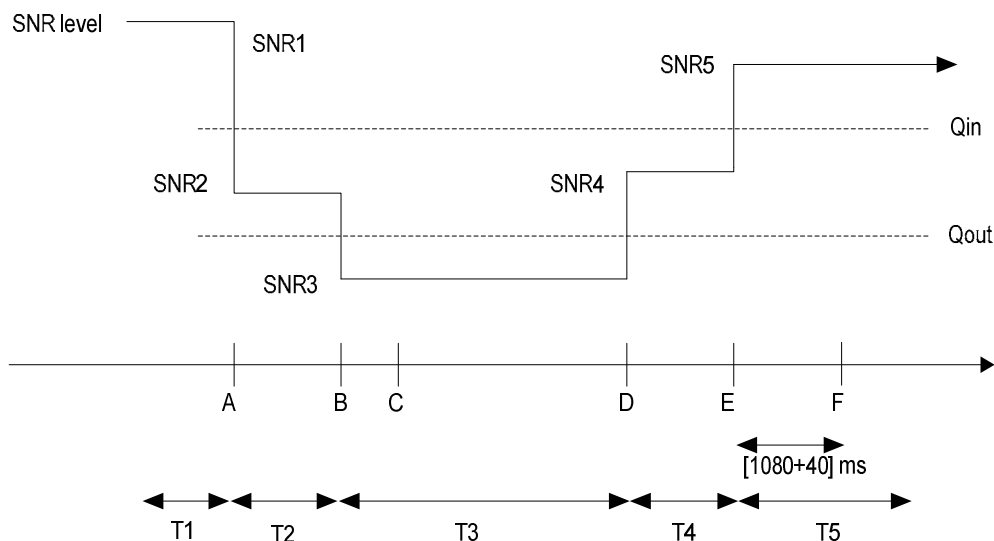 SNR level
SNR1
SNR5
Qin
SNR2
SNR4
Qout
SNR3
A B C D E F
[1080+40] ms
T1 T2 T3 T4 T5